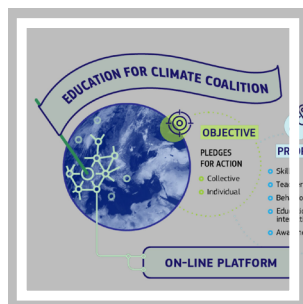 EDUCATION FOR CLIMATE COALITION
OBJECTIVE
PLEDGES
FOR ACTION
Collective
Individual
ON-LINE PLATFORM